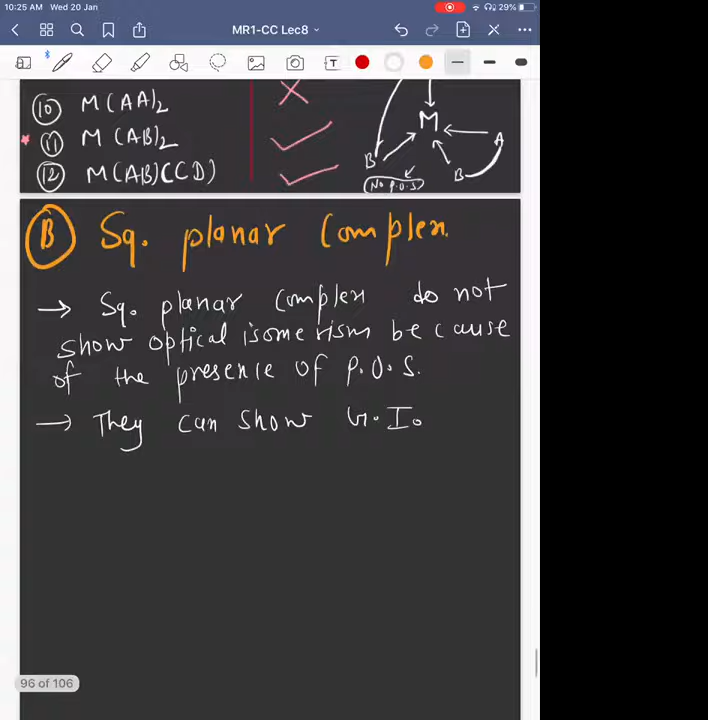 10:25 AM Wed 20 Jan
29%
MR1-CC Lec8
T
10 M(AA)2
11 M(AB)2
12 M(AB)(CD)
M
A
B
B
No P.O.S
B Sq. planar Complex.
→ Sq. planar complex do not
show optical isomerism because
of the presence of P.O.S.
→ They can show G.I.
96 of 106